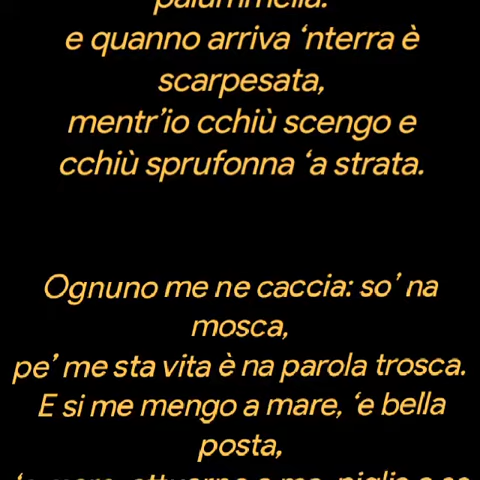 palummella:
e quanno arriva ‘nterra è
scarpesata,
mentr’io cchiù scengo e
cchiù sprufonna ‘a strata.
Ognuno me ne caccia: so’ na
mosca,
pe’ me sta vita è na parola trosca.
E si me mengo a mare, ‘e bella
posta,